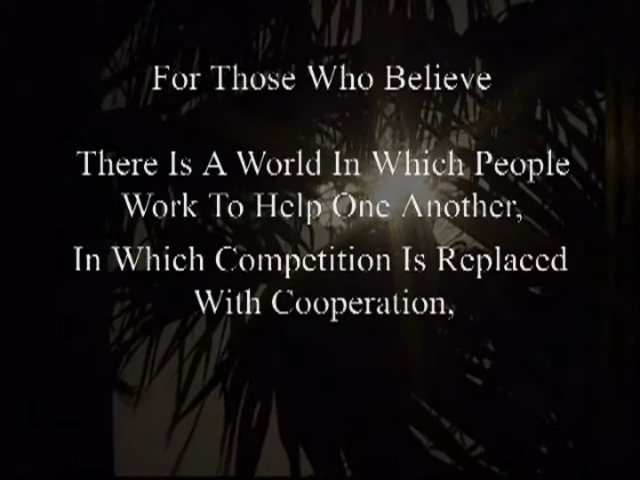 For Those Who Believe
There Is A World In Which People
Work To Help One Another,
In Which Competition Is Replaced
With Cooperation,